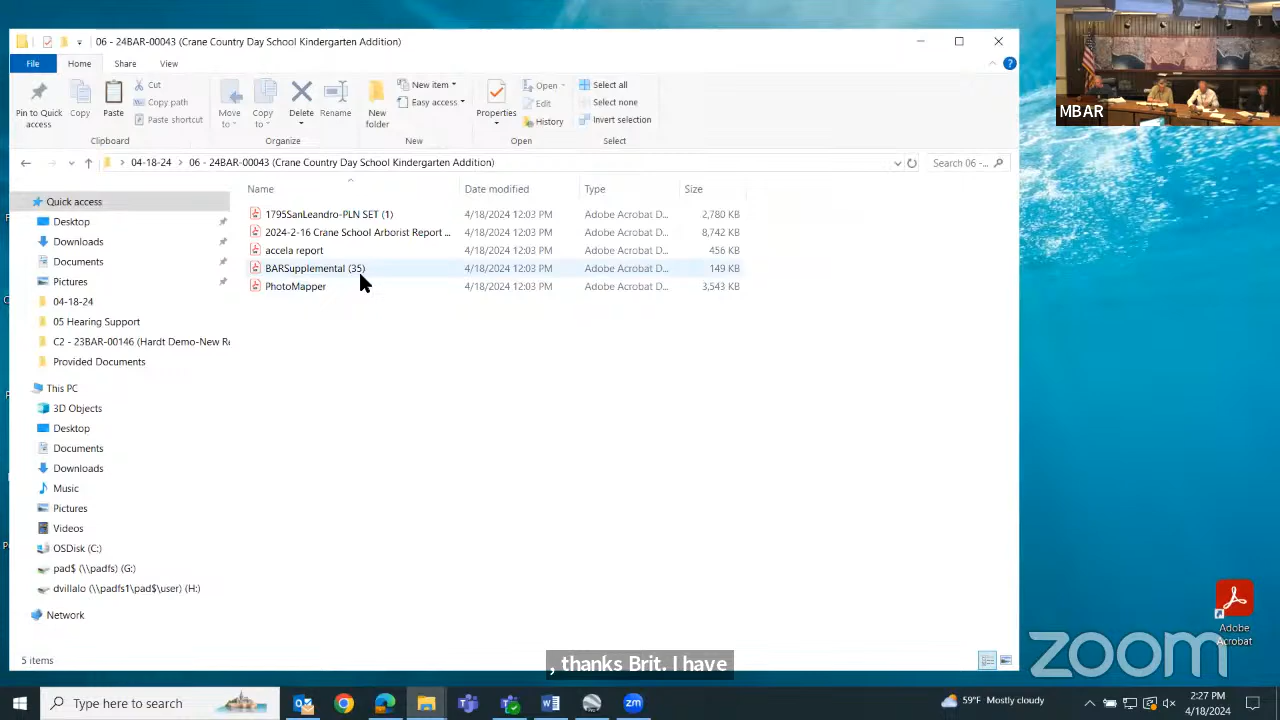 06 - 24BAR-00043 (Crane Country Day School Kindergarten Addition)
File Home Share View
Pin to Quick access
Copy
Paste
Cut
Copy path
Paste shortcut
Clipboard
Move to
Copy to
Delete
Rename
Organize
New folder
New item
Easy access
New
Properties
Open
Edit
History
Open
Select all
Select none
Invert selection
Select
04-18-24 > 06 - 24BAR-00043 (Crane Country Day School Kindergarten Addition)
Search 06 -...
Name Date modified Type Size
1795SanLeandro-PLN SET (1) 4/18/2024 12:03 PM Adobe Acrobat D... 2,780 KB
2024-2-16 Crane School Arborist Report ... 4/18/2024 12:03 PM Adobe Acrobat D... 8,742 KB
accela report 4/18/2024 12:03 PM Adobe Acrobat D... 456 KB
BARSupplemental (35) 4/18/2024 12:03 PM Adobe Acrobat D... 149 KB
PhotoMapper 4/18/2024 12:03 PM Adobe Acrobat D... 3,543 KB
Quick access
Desktop
Downloads
Documents
Pictures
04-18-24
05 Hearing Support
C2 - 23BAR-00146 (Hardt Demo-New Re
Provided Documents
This PC
3D Objects
Desktop
Documents
Downloads
Music
Pictures
Videos
OSDisk (C:)
pad$ (\\padfs) (G:)
dvillalo (\\padfs1\pad$\user) (H:)
Network
5 items
MBAR
, thanks Brit. I have
Adobe
Acrobat
zoom
Type here to search
59°F Mostly cloudy
2:27 PM
4/18/2024